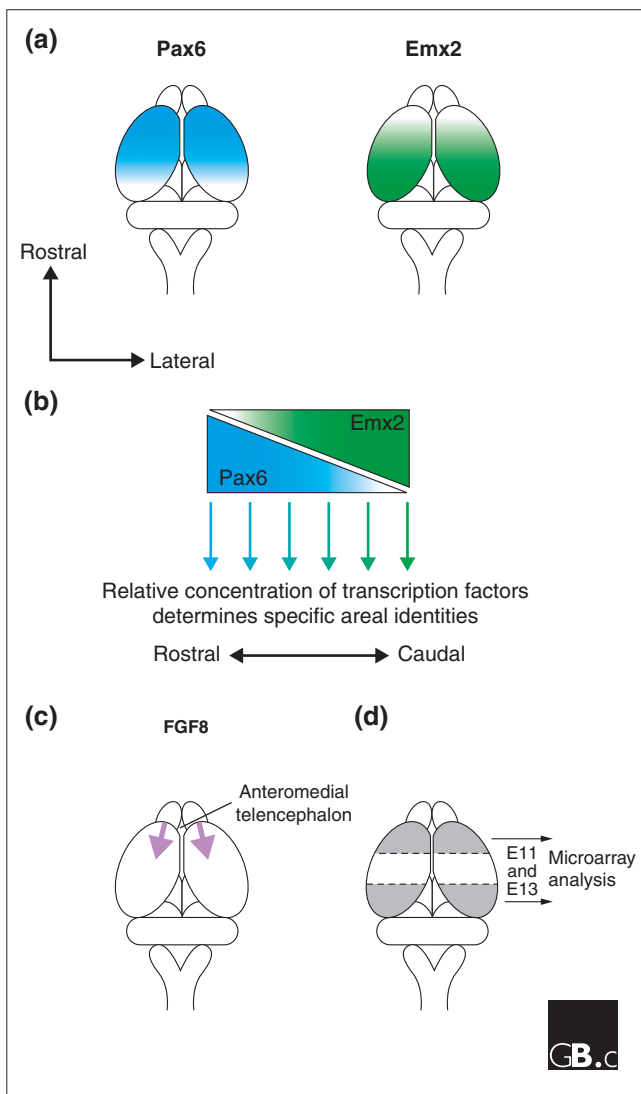 (a)
Pax6
Emx2
Rostral
Lateral
(b)
Emx2
Pax6
Relative concentration of transcription factors
determines specific areal identities
Rostral
Caudal
(c)
FGF8
Anteromedial
telencephalon
(d)
E11
and
E13
Microarray
analysis
GB.c